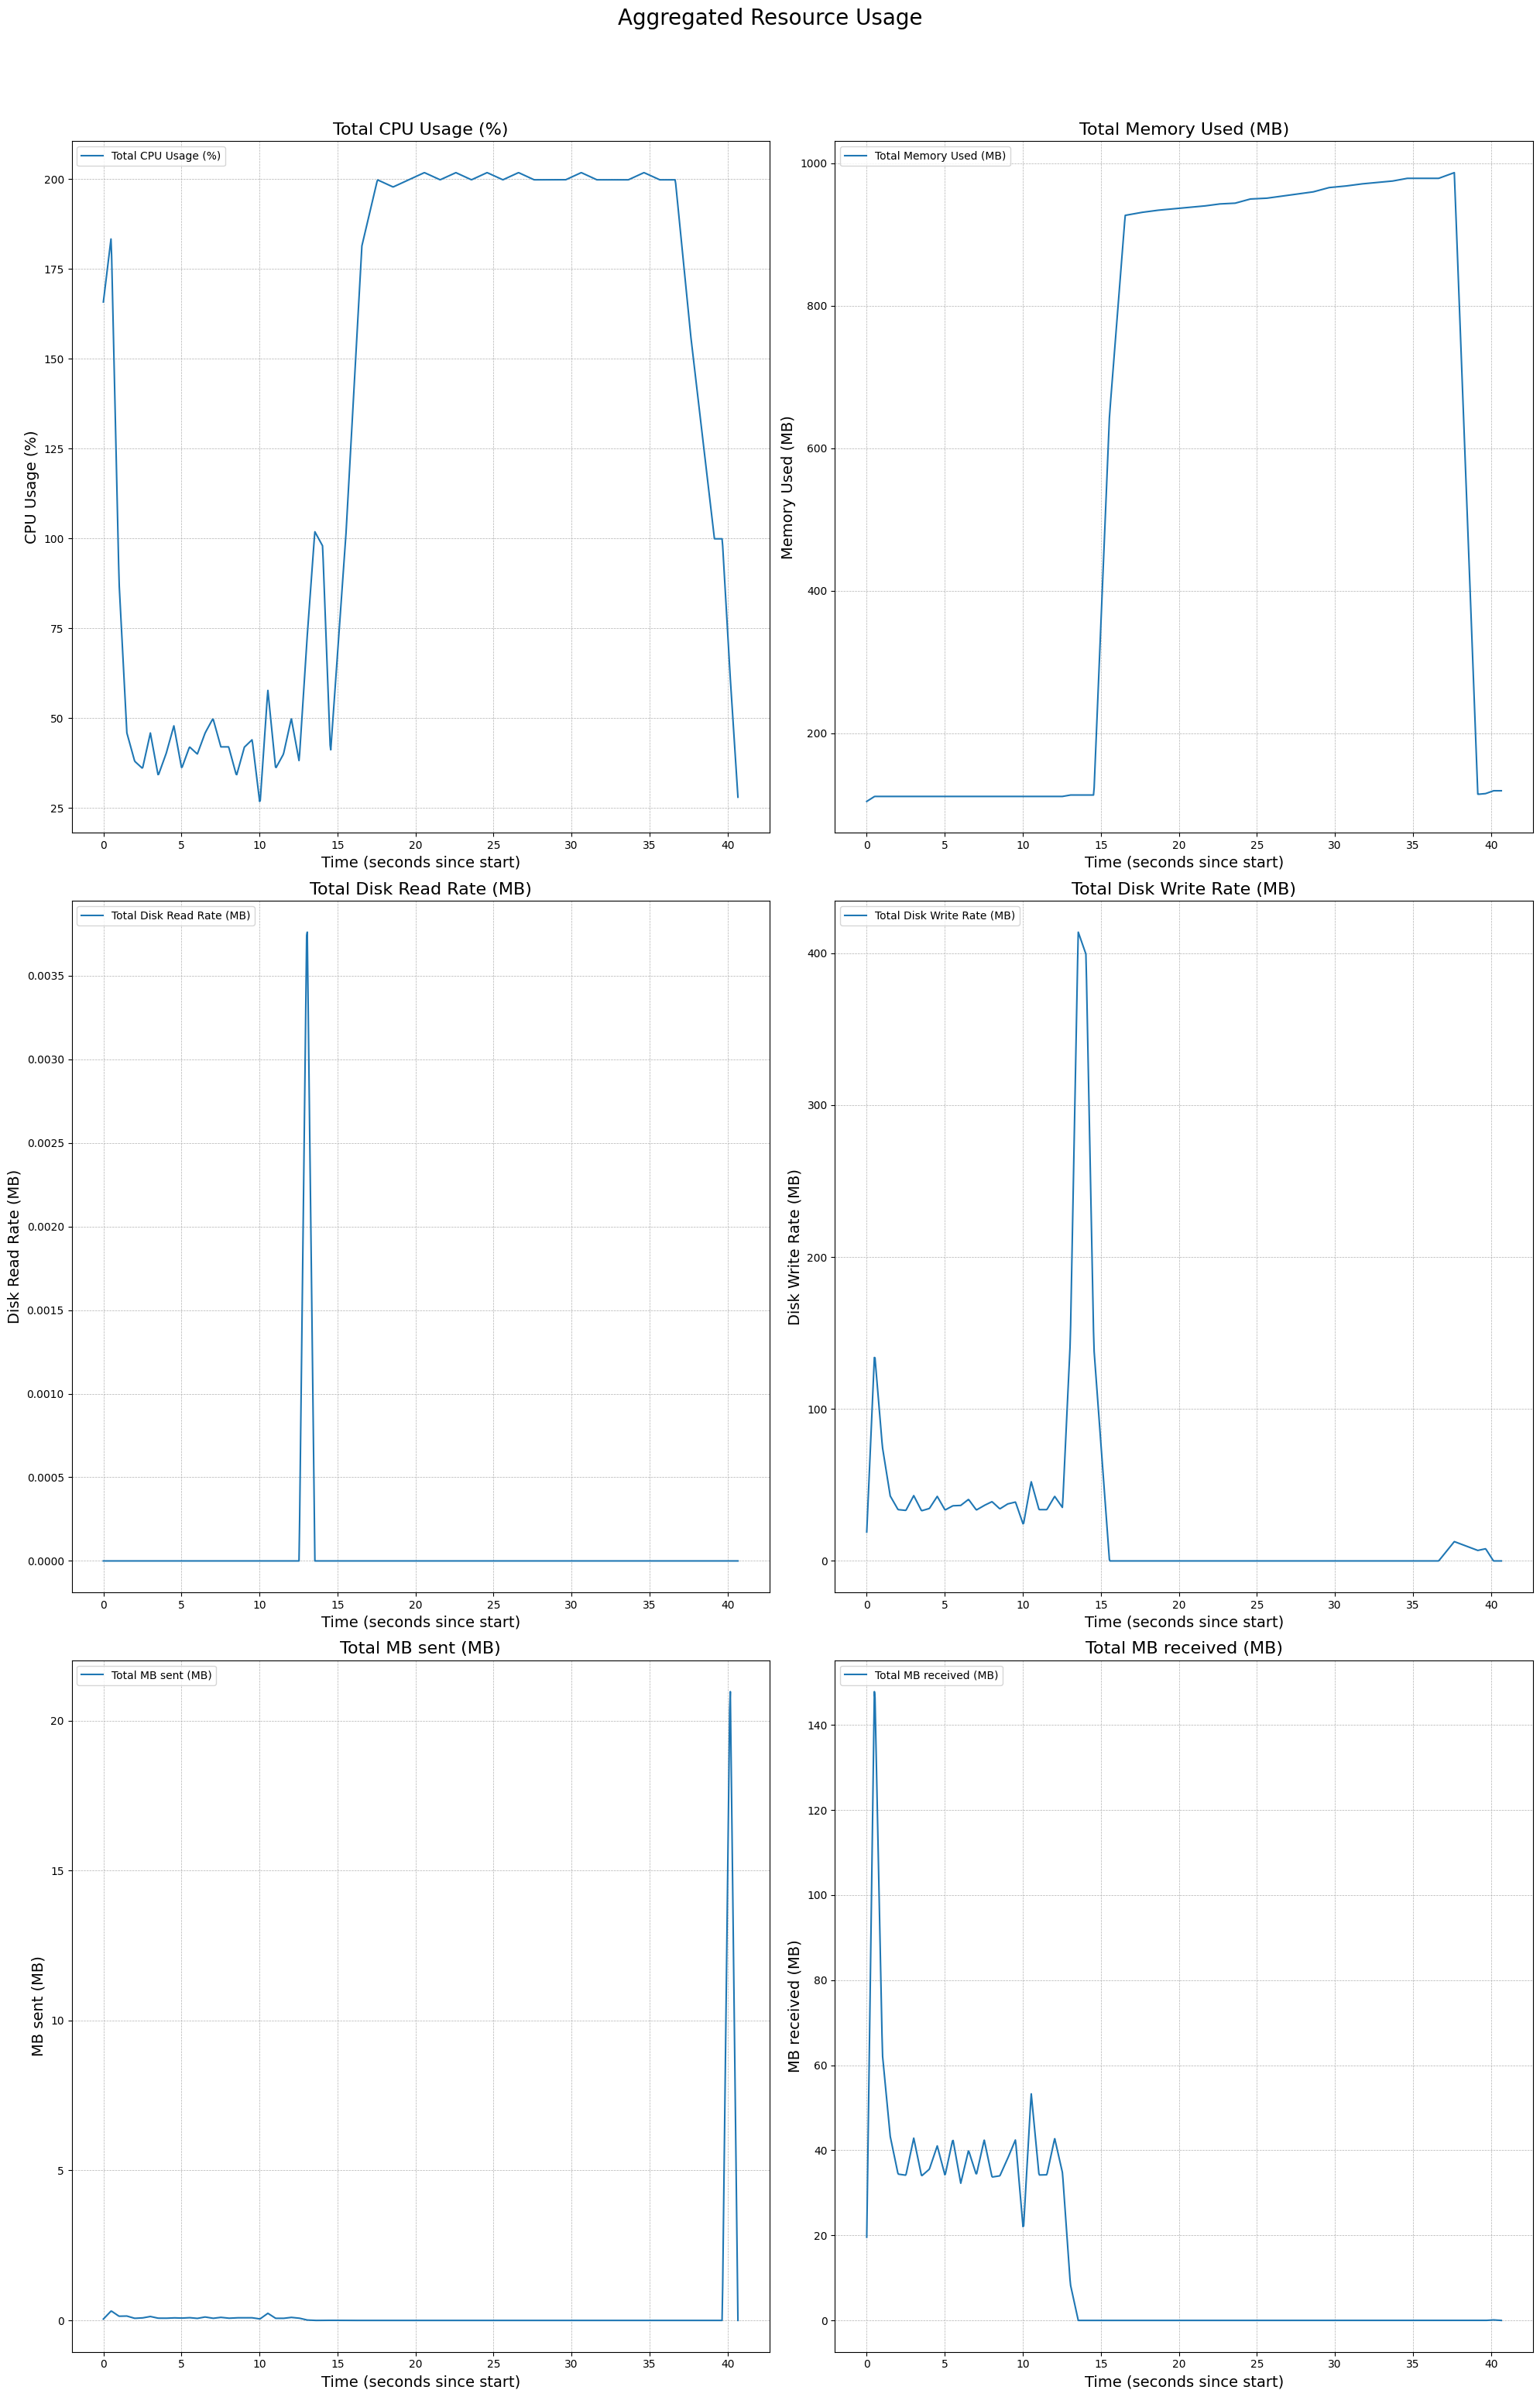 Aggregated Resource Usage
Total CPU Usage (%)
Total CPU Usage (%)
CPU Usage (%)
200
175
150
125
100
75
50
25
0 5 10 15 20 25 30 35 40
Time (seconds since start)
Total Memory Used (MB)
Total Memory Used (MB)
Memory Used (MB)
1000
800
600
400
200
0 5 10 15 20 25 30 35 40
Time (seconds since start)
Total Disk Read Rate (MB)
Total Disk Read Rate (MB)
Disk Read Rate (MB)
0.0035
0.0030
0.0025
0.0020
0.0015
0.0010
0.0005
0.0000
0 5 10 15 20 25 30 35 40
Time (seconds since start)
Total Disk Write Rate (MB)
Total Disk Write Rate (MB)
Disk Write Rate (MB)
400
300
200
100
0
0 5 10 15 20 25 30 35 40
Time (seconds since start)
Total MB sent (MB)
Total MB sent (MB)
MB sent (MB)
20
15
10
5
0
0 5 10 15 20 25 30 35 40
Time (seconds since start)
Total MB received (MB)
Total MB received (MB)
MB received (MB)
140
120
100
80
60
40
20
0
0 5 10 15 20 25 30 35 40
Time (seconds since start)